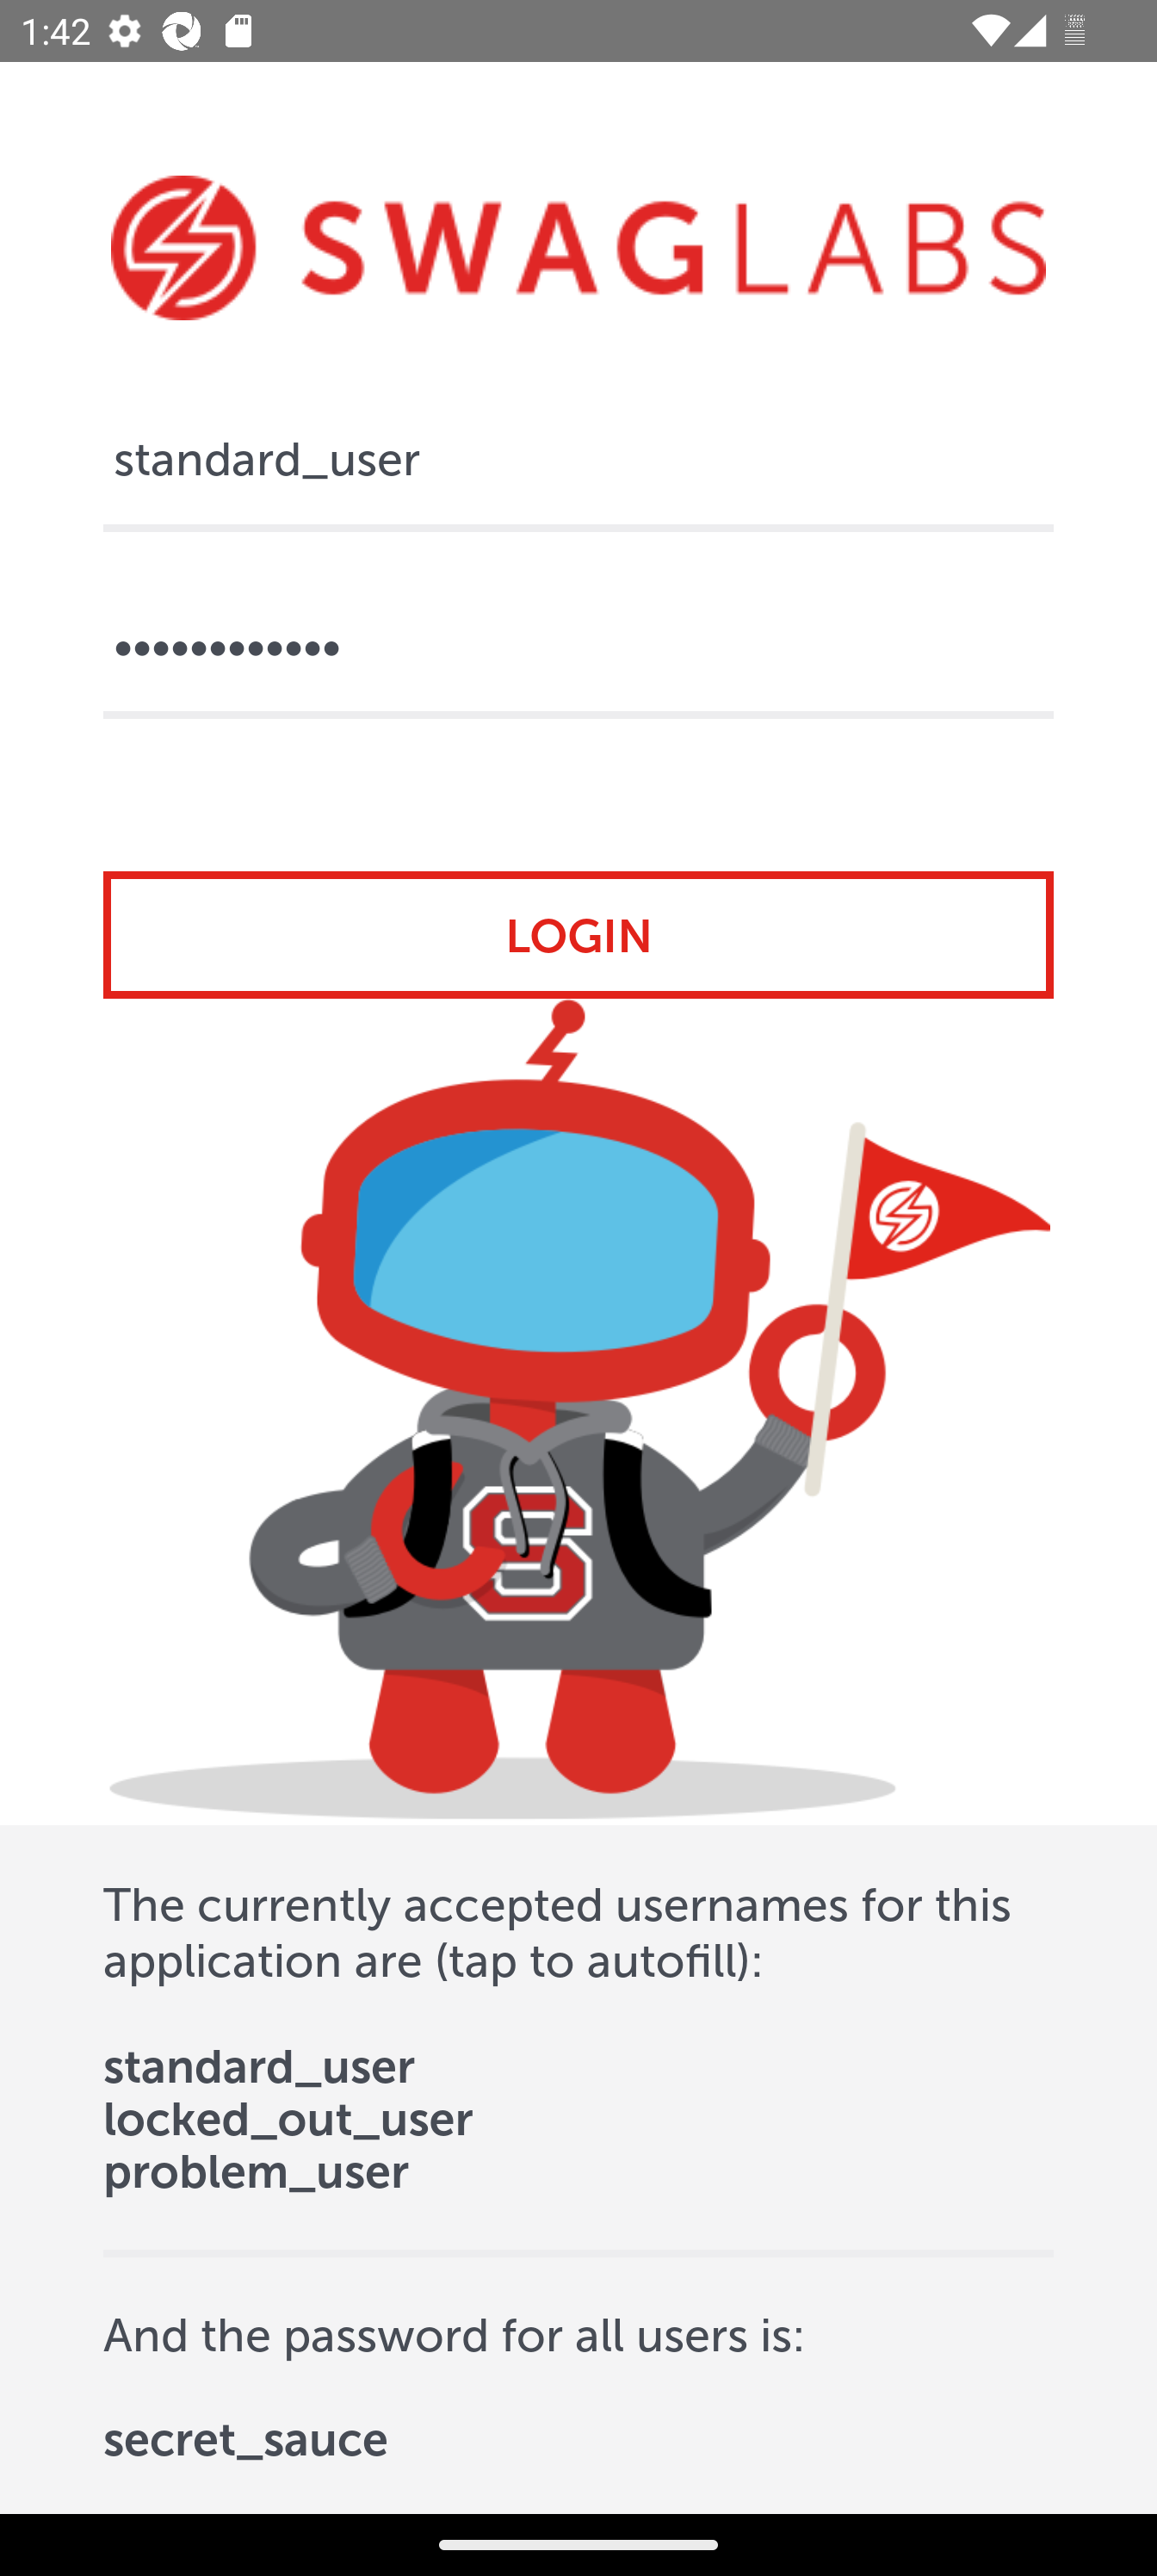 1:42
SWAGLABS
standard_user
••••••••••••
LOGIN
S
The currently accepted usernames for this
application are (tap to autofill):
standard_user
locked_out_user
problem_user
And the password for all users is:
secret_sauce